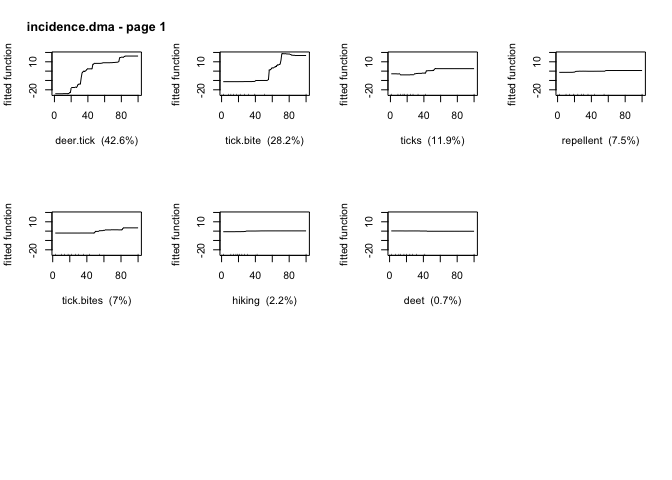 incidence.dma - page 1
fitted function
-20 10
0 40 80
deer.tick (42.6%)
fitted function
-20 10
0 40 80
tick.bite (28.2%)
fitted function
-20 10
0 40 80
ticks (11.9%)
fitted function
-20 10
0 40 80
repellent (7.5%)
fitted function
-20 10
0 40 80
tick.bites (7%)
fitted function
-20 10
0 40 80
hiking (2.2%)
fitted function
-20 10
0 40 80
deet (0.7%)